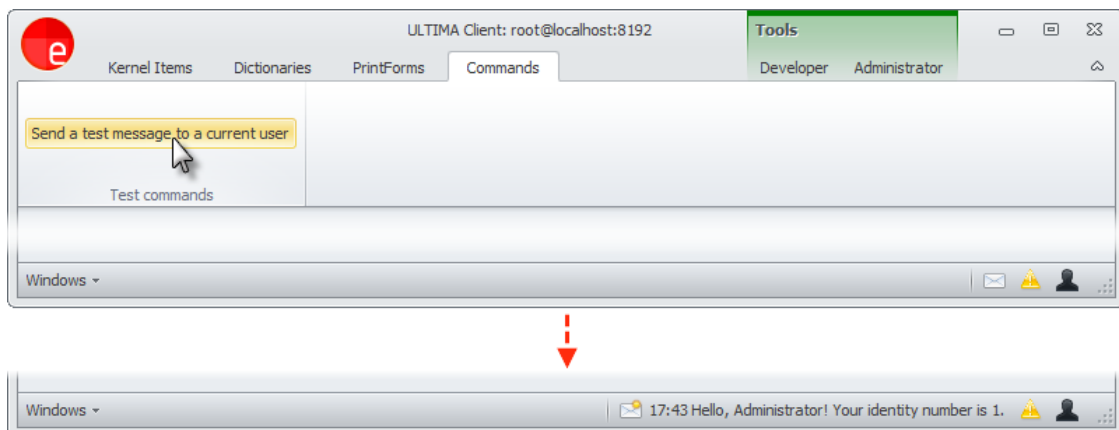 ULTIMA Client: root@localhost:8192
Tools
e
Kernel Items Dictionaries PrintForms Commands Developer Administrator
Send a test message to a current user
Test commands
Windows
Windows 17:43 Hello, Administrator! Your identity number is 1.